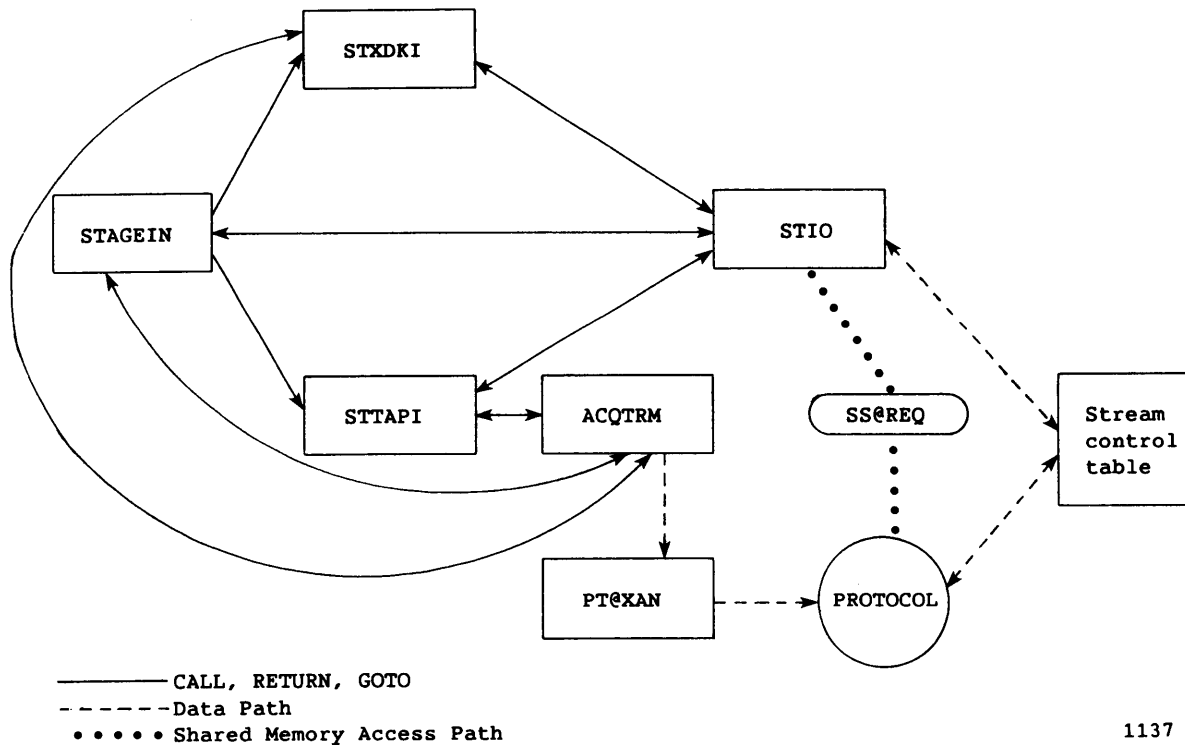 STXDKI
STAGEIN
STIO
STTAPI
ACQTRM
SS@REQ
Stream
control
table
PT@XAN
PROTOCOL
CALL, RETURN, GOTO
Data Path
Shared Memory Access Path
1137